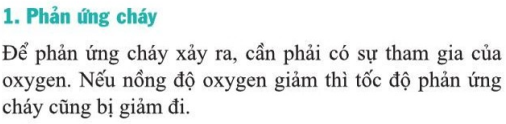 1. Phản ứng cháy
Để phản ứng cháy xảy ra, cần phải có sự tham gia của
oxygen. Nếu nồng độ oxygen giảm thì tốc độ phản ứng
cháy cũng bị giảm đi.